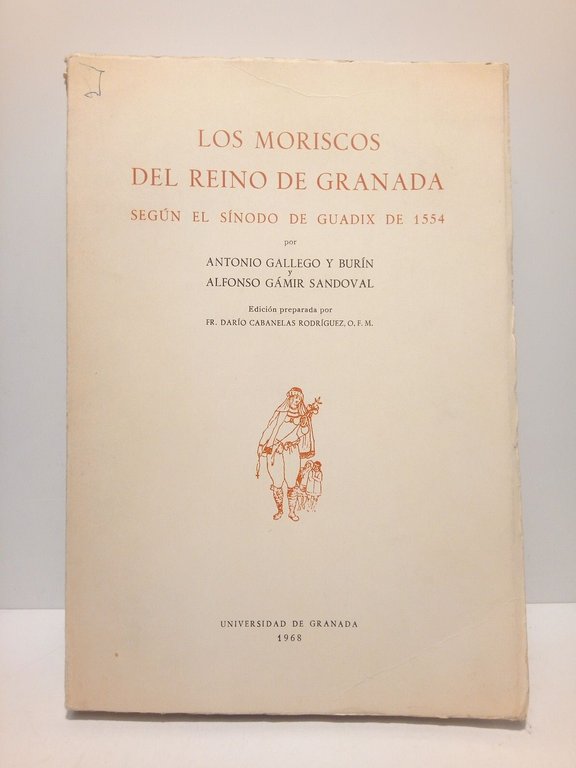 LOS MORISCOS
DEL REINO DE GRANADA
SEGÚN EL SÍNODO DE GUADIX DE 1554
por
ANTONIO GALLEGO Y BURÍN
y
ALFONSO GÁMIR SANDOVAL
Edición preparada por
FR. DARÍO CABANELAS RODRÍGUEZ, O. F. M.
UNIVERSIDAD DE GRANADA
1968